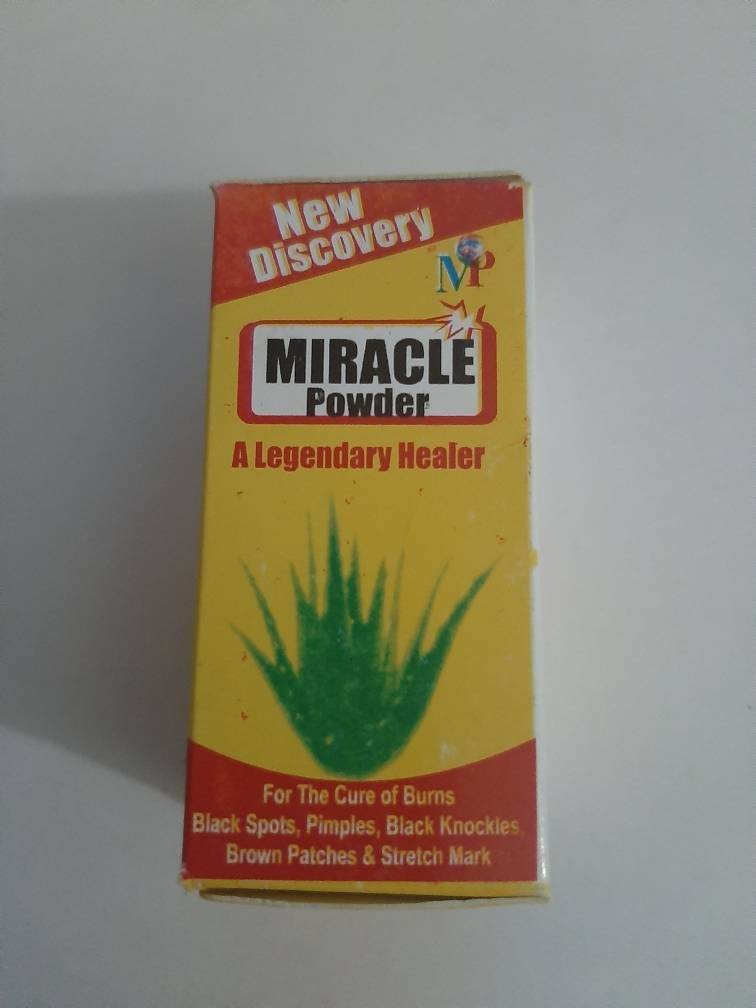 New
Discovery
MP
MIRACLE
Powder
A Legendary Healer
For The Cure of Burns
Black Spots, Pimples, Black Knockles,
Brown Patches & Stretch Mark